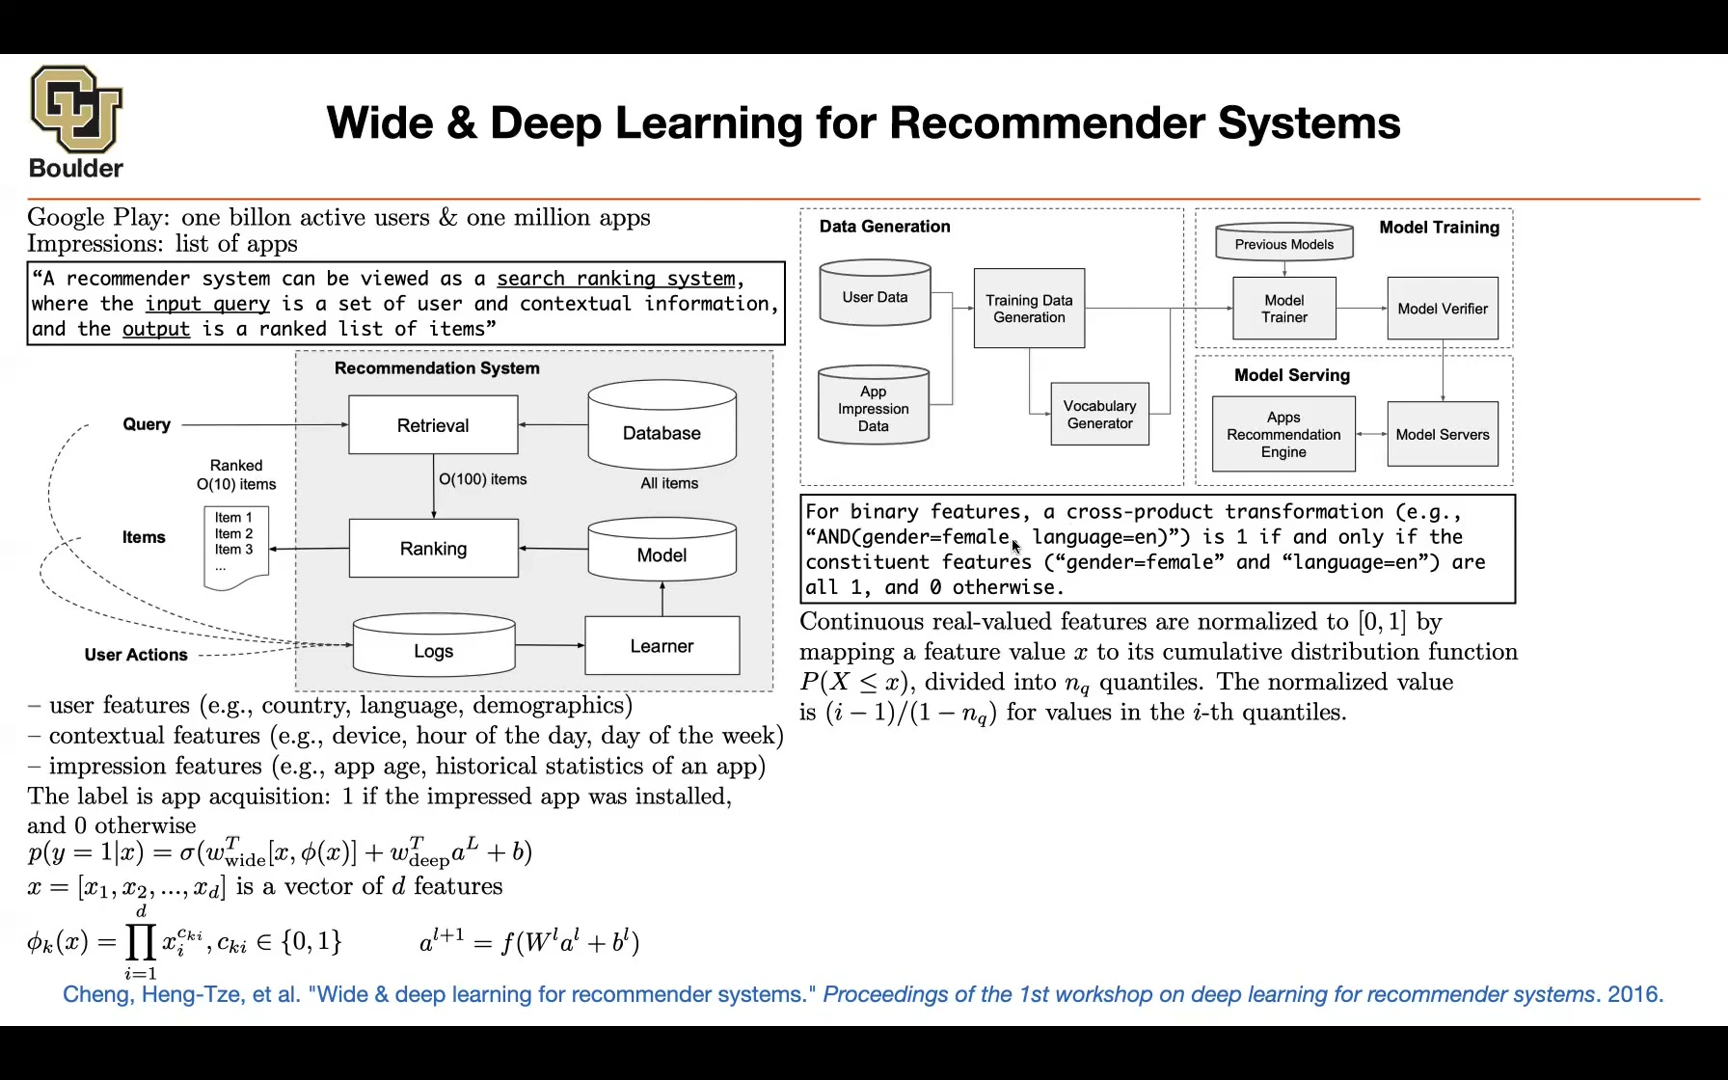 CU
Boulder
Wide & Deep Learning for Recommender Systems
Google Play: one billon active users & one million apps
Impressions: list of apps
“A recommender system can be viewed as a search ranking system,
where the input query is a set of user and contextual information,
and the output is a ranked list of items”
Recommendation System
Query
Retrieval
Database
Ranked
O(10) items
O(100) items
All items
Items
Item 1
Item 2
Item 3
...
Ranking
Model
User Actions
Logs
Learner
– user features (e.g., country, language, demographics)
– contextual features (e.g., device, hour of the day, day of the week)
– impression features (e.g., app age, historical statistics of an app)
The label is app acquisition: 1 if the impressed app was installed,
and 0 otherwise
p(y = 1|x) = σ(w_wide^T[x, ϕ(x)] + w_deep^T a^L + b)
x = [x_1, x_2, ..., x_d] is a vector of d features
ϕ_k(x) = ∏_{i=1}^d x_i^{c_{ki}}, c_{ki} ∈ {0, 1}
a^{l+1} = f(W^l a^l + b^l)
Data Generation
User Data
App
Impression
Data
Training Data
Generation
Vocabulary
Generator
Model Training
Previous Models
Model
Trainer
Model Verifier
Model Serving
Apps
Recommendation
Engine
Model Servers
For binary features, a cross-product transformation (e.g.,
“AND(gender=female, language=en)”) is 1 if and only if the
constituent features (“gender=female” and “language=en”) are
all 1, and 0 otherwise.
Continuous real-valued features are normalized to [0, 1] by
mapping a feature value x to its cumulative distribution function
P(X ≤ x), divided into n_q quantiles. The normalized value
is (i − 1)/(1 − n_q) for values in the i-th quantiles.
Cheng, Heng-Tze, et al. "Wide & deep learning for recommender systems." Proceedings of the 1st workshop on deep learning for recommender systems. 2016.